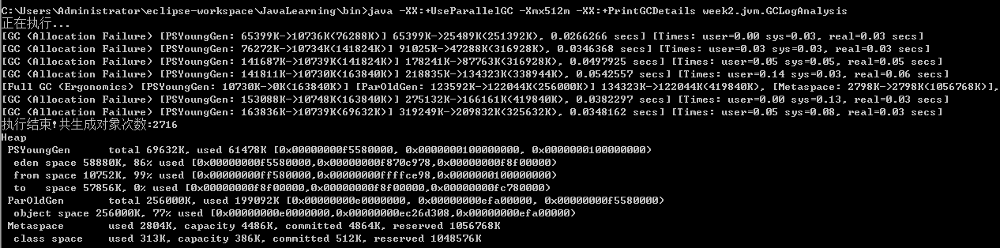 C:\Users\Administrator\eclipse-workspace\JavaLearning\bin>java -XX:+UseParallelGC -Xmx512m -XX:+PrintGCDetails week2.jvm.GCLogAnalysis
正在执行...
[GC (Allocation Failure) [PSYoungGen: 65399K->10736K(76288K)] 65399K->25489K(251392K), 0.0266266 secs] [Times: user=0.00 sys=0.03, real=0.03 secs]
[GC (Allocation Failure) [PSYoungGen: 76272K->10734K(141824K)] 91025K->47288K(316928K), 0.0346368 secs] [Times: user=0.03 sys=0.03, real=0.03 secs]
[GC (Allocation Failure) [PSYoungGen: 141687K->10739K(141824K)] 178241K->87763K(316928K), 0.0497925 secs] [Times: user=0.05 sys=0.05, real=0.05 secs]
[GC (Allocation Failure) [PSYoungGen: 141811K->10730K(163840K)] 218835K->134323K(338944K), 0.0542557 secs] [Times: user=0.14 sys=0.03, real=0.06 secs]
[Full GC (Ergonomics) [PSYoungGen: 10730K->0K(163840K)] [ParOldGen: 123592K->122044K(256000K)] 134323K->122044K(419840K), [Metaspace: 2798K->2798K(1056768K)],
[GC (Allocation Failure) [PSYoungGen: 153088K->10748K(163840K)] 275132K->166161K(419840K), 0.0382297 secs] [Times: user=0.00 sys=0.13, real=0.03 secs]
[GC (Allocation Failure) [PSYoungGen: 163836K->10739K(69632K)] 319249K->209832K(325632K), 0.0348162 secs] [Times: user=0.05 sys=0.08, real=0.03 secs]
执行结束!共生成对象次数:2716
Heap
PSYoungGen total 69632K, used 61478K [0x00000000f5580000, 0x0000000100000000, 0x0000000100000000)
eden space 58880K, 86% used [0x00000000f5580000,0x00000000f870c978,0x00000000f8f00000)
from space 10752K, 99% used [0x00000000ff580000,0x00000000ffffce98,0x0000000100000000)
to space 57856K, 0% used [0x00000000f8f00000,0x00000000f8f00000,0x00000000fc780000)
ParOldGen total 256000K, used 199092K [0x00000000e0000000, 0x00000000efa00000, 0x00000000f5580000)
object space 256000K, 77% used [0x00000000e0000000,0x00000000ec26d308,0x00000000efa00000)
Metaspace used 2804K, capacity 4486K, committed 4864K, reserved 1056768K
class space used 313K, capacity 386K, committed 512K, reserved 1048576K